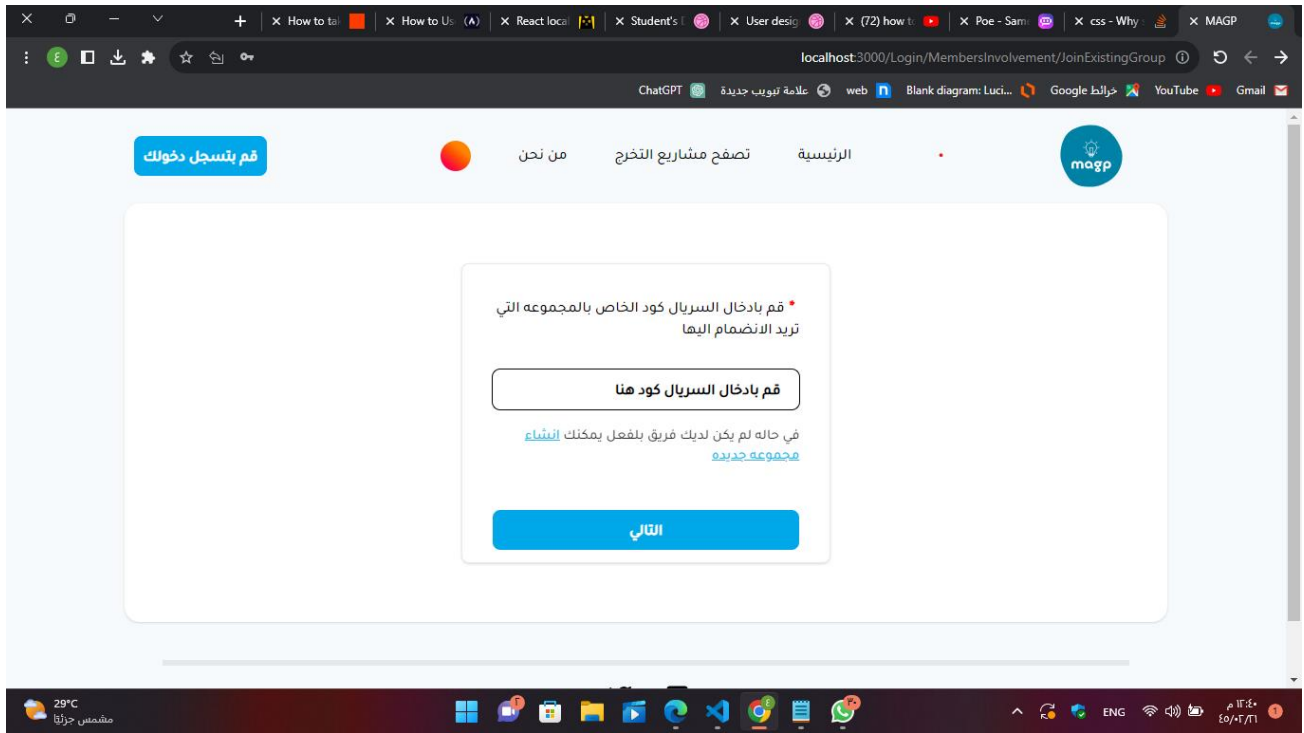 MAGP
css - Why
Poe - Sam
(72) how t
User desig
Student's
React local
How to Us
How to tal
localhost:3000/Login/MembersInvolvement/JoinExistingGroup
Gmail
YouTube
خرائط Google
Blank diagram: Luci...
web
علامة تبويب جديدة
ChatGPT
magp
الرئيسية
تصفح مشاريع التخرج
من نحن
قم بتسجل دخولك
* قم بادخال السريال كود الخاص بالمجموعه التي
تريد الانضمام اليها
قم بادخال السريال كود هنا
في حاله لم يكن لديك فريق بلفعل يمكنك انشاء
مجموعه جديده
التالي
29°C
مشمس جزئيًا
ENG
١٢:٤٠ م
1